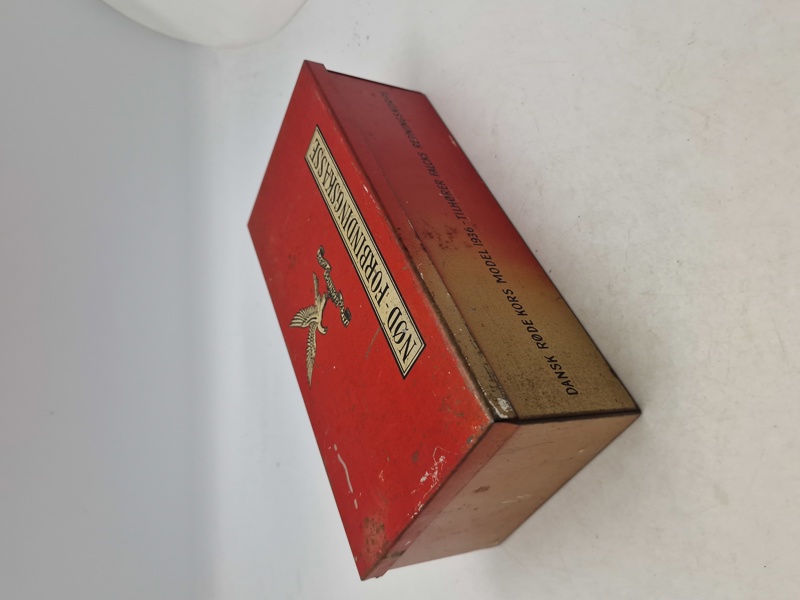 NØD - FORBINDINGSKASSE
DANSK RØDE KORS MODEL 1936 - TILHØRER FALCKS REDNINGSKORPS